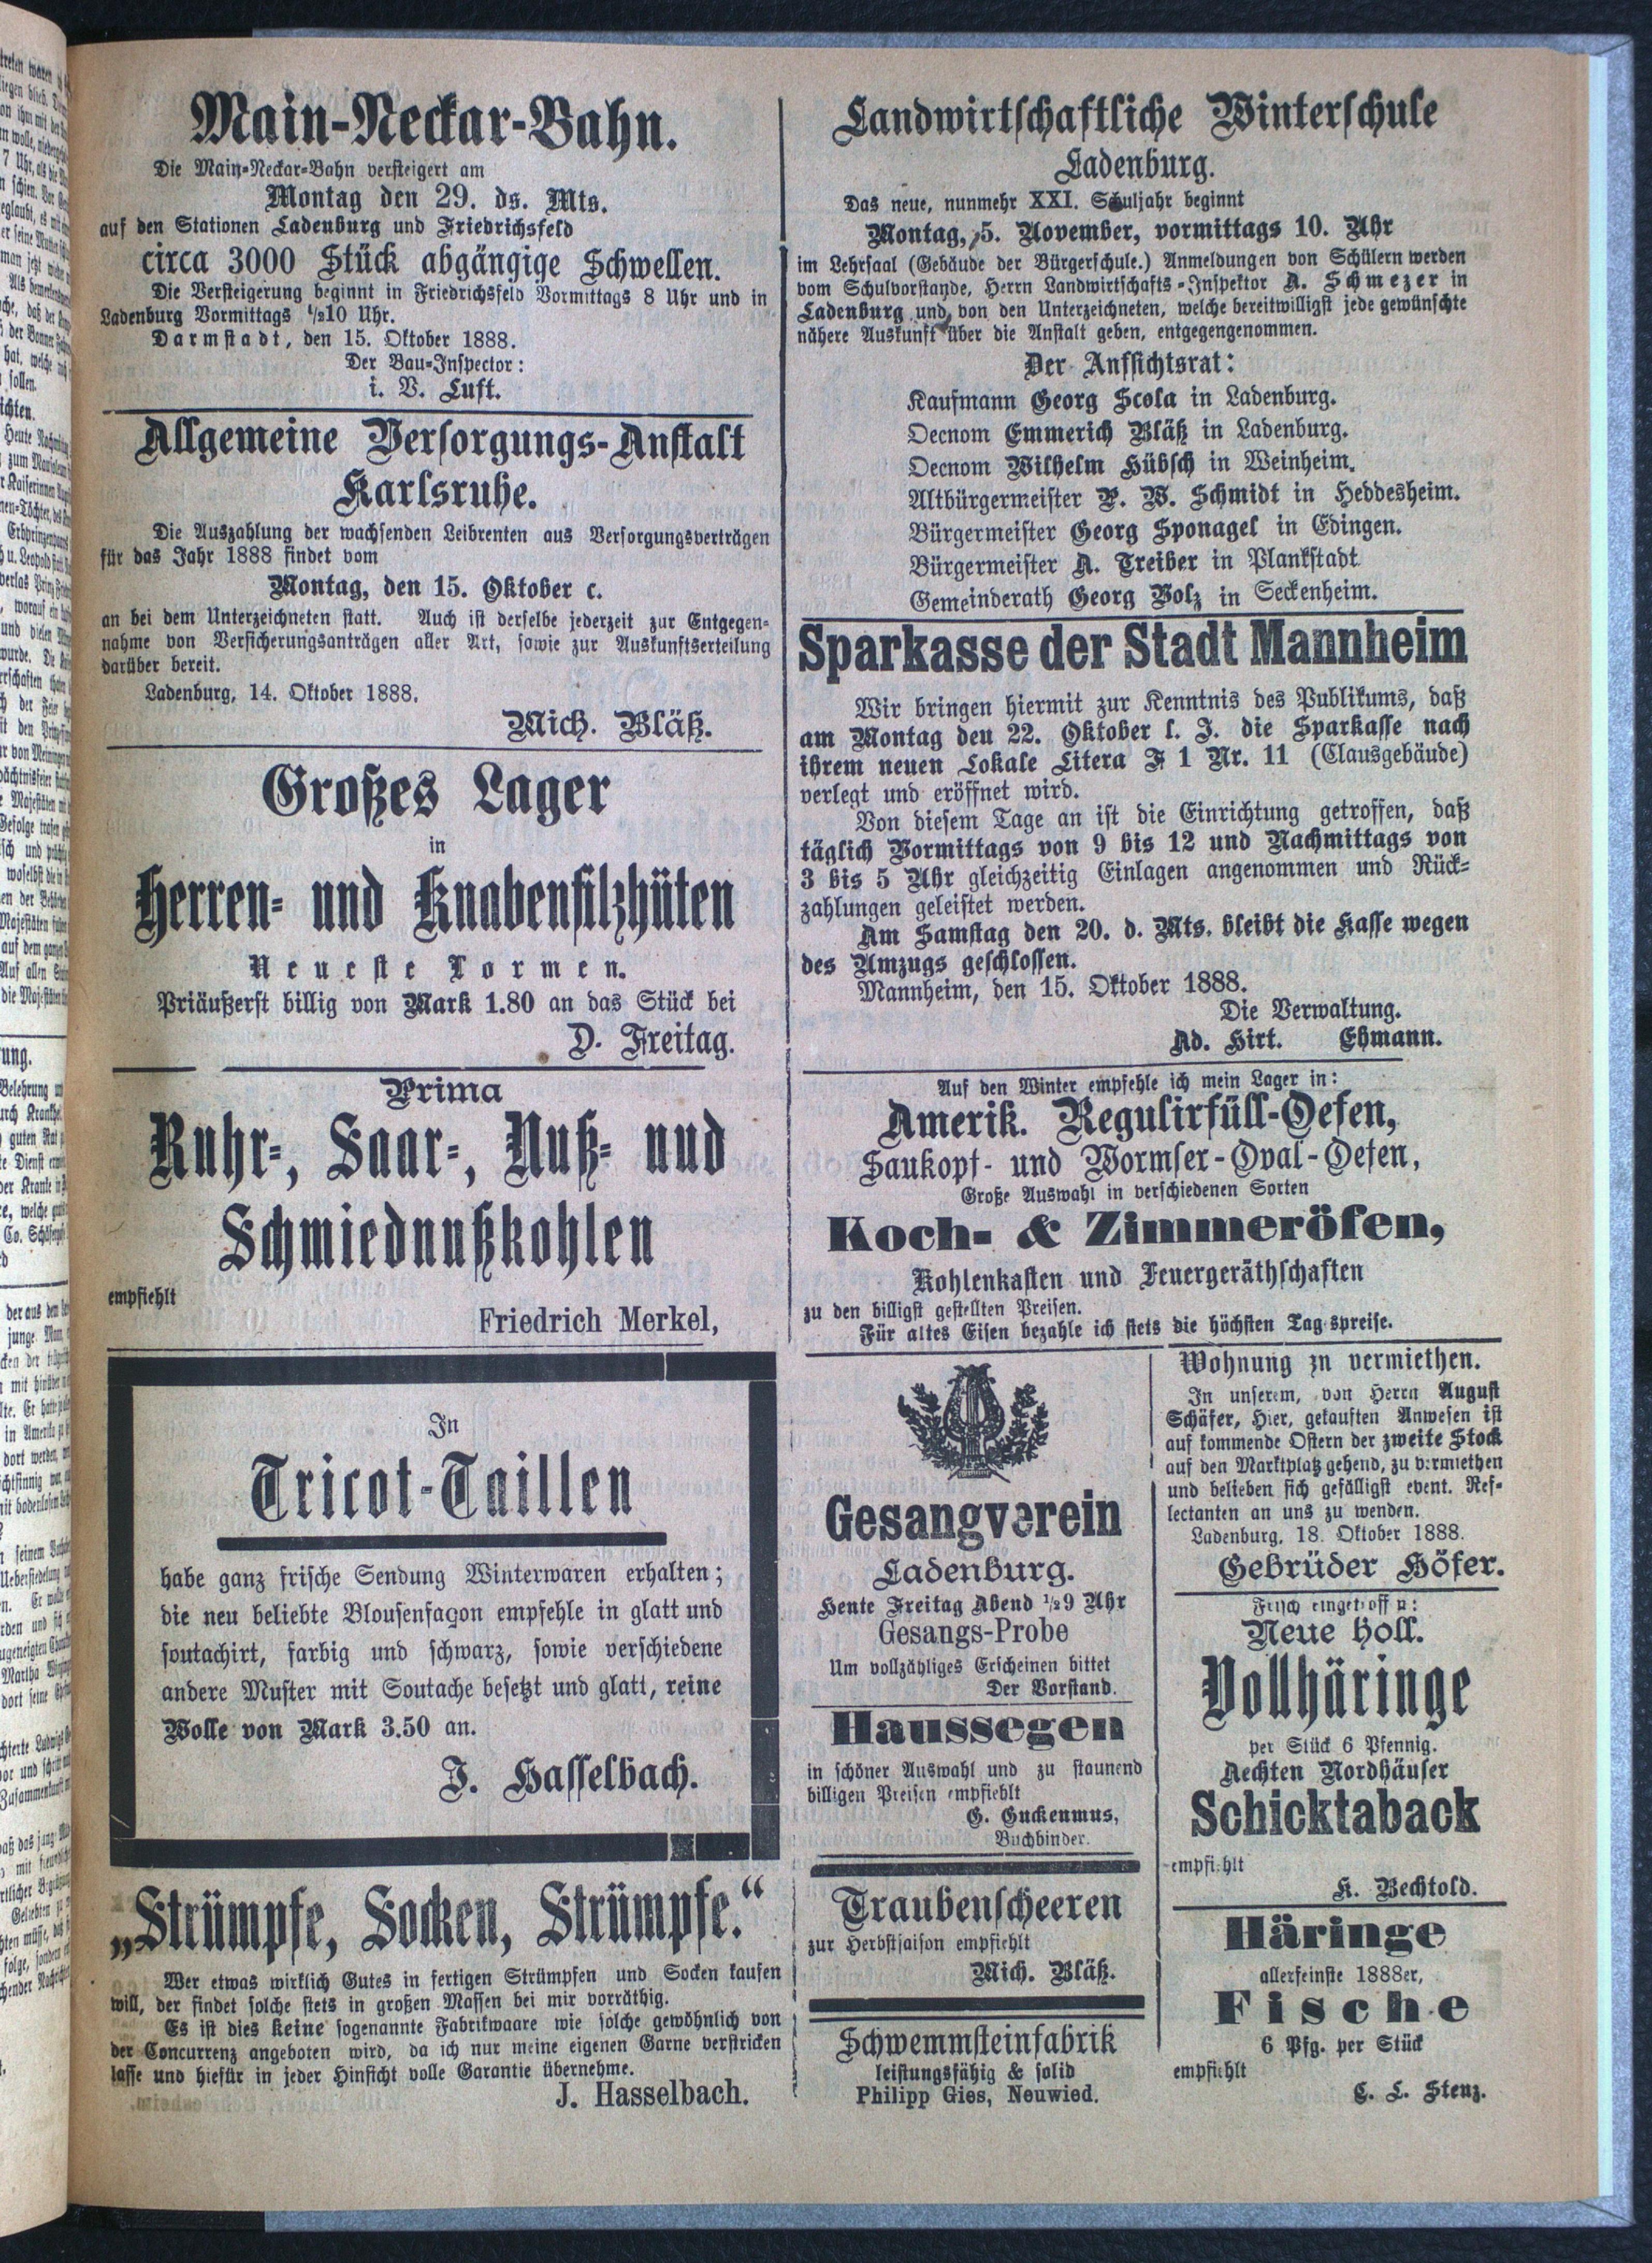 Main-Neckar-Bahn.
Die Main-Neckar-Bahn versteigert am
Montag den 29. ds. Mts.
auf den Stationen Ladenburg und Friedrichsfeld
circa 3000 Stück abgängige Schwellen.
Die Versteigerung beginnt in Friedrichsfeld Vormittags 8 Uhr und in
Ladenburg Vormittags ½10 Uhr.
Darmstadt, den 15. Oktober 1888.
Der Bau-Inspector:
i. V. Luft.
Allgemeine Versorgungs-Anstalt
Karlsruhe.
Die Auszahlung der wachsenden Leibrenten aus Versorgungsverträgen
für das Jahr 1888 findet vom
Montag, den 15. Oktober c.
an bei dem Unterzeichneten statt. Auch ist derselbe jederzeit zur Entgegen-
nahme von Versicherungsanträgen aller Art, sowie zur Auskunftserteilung
darüber bereit.
Ladenburg, 14. Oktober 1888.
Mich. Bläß.
Großes Lager
in
Herren- und Knabenfilzhüten
Neueste Formen.
Priäußerst billig von Mark 1.80 an das Stück bei
D. Freitag.
Prima
Ruhr-, Saar-, Nuß- und
Schmiednußkohlen
empfiehlt
Friedrich Merkel,
In
Tricot-Taillen
habe ganz frische Sendung Winterwaren erhalten;
die neu beliebte Blousenfaçon empfehle in glatt und
soutachirt, farbig und schwarz, sowie verschiedene
andere Muster mit Soutache besetzt und glatt, reine
Wolle von Mark 3.50 an.
J. Hasselbach.
„Strümpfe, Socken, Strümpfe.“
Wer etwas wirklich Gutes in fertigen Strümpfen und Socken kaufen
will, der findet solche stets in großen Massen bei mir vorräthig.
Es ist dies keine sogenannte Fabrikwaare wie solche gewöhnlich von
der Concurrenz angeboten wird, da ich nur meine eigenen Garne verstricken
lasse und hiefür in jeder Hinsicht volle Garantie übernehme.
J. Hasselbach.
Landwirtschaftliche Winterschule
Ladenburg.
Das neue, nunmehr XXI. Schuljahr beginnt
Montag, 5. November, vormittags 10. Uhr
im Lehrsaal (Gebäude der Bürgerschule.) Anmeldungen von Schülern werden
vom Schulvorstande, Herrn Landwirtschafts-Inspektor A. Schmezer in
Ladenburg und von den Unterzeichneten, welche bereitwilligst jede gewünschte
nähere Auskunft über die Anstalt geben, entgegengenommen.
Der Aufsichtsrat:
Kaufmann Georg Scola in Ladenburg.
Oecnom Emmerich Bläß in Ladenburg.
Oecnom Wilhelm Hübsch in Weinheim.
Altbürgermeister P. W. Schmidt in Heddesheim.
Bürgermeister Georg Sponagel in Edingen.
Bürgermeister A. Treiber in Plankstadt
Gemeinderath Georg Volz in Seckenheim.
Sparkasse der Stadt Mannheim
Wir bringen hiermit zur Kenntnis des Publikums, daß
am Montag den 22. Oktober l. J. die Sparkasse nach
ihrem neuen Lokale Litera F 1 Nr. 11 (Clausgebäude)
verlegt und eröffnet wird.
Von diesem Tage an ist die Einrichtung getroffen, daß
täglich Vormittags von 9 bis 12 und Nachmittags von
3 bis 5 Uhr gleichzeitig Einlagen angenommen und Rück-
zahlungen geleistet werden.
Am Samstag den 20. d. Mts. bleibt die Kasse wegen
des Umzugs geschlossen.
Mannheim, den 15. Oktober 1888.
Die Verwaltung.
Ad. Hirt. Ehmann.
Auf den Winter empfehle ich mein Lager in:
Amerik. Regulirfüll-Oefen,
Saukopf- und Wormser-Oval-Oefen,
Große Auswahl in verschiedenen Sorten
Koch- & Zimmeröfen,
Kohlenkasten und Feuergeräthschaften
zu den billigst gestellten Preisen.
Für altes Eisen bezahle ich stets die höchsten Tag spreise.
Gesangverein
Ladenburg.
Heute Freitag Abend ½9 Uhr
Gesangs-Probe
Um vollzähliges Erscheinen bittet
Der Vorstand.
Haussegen
in schöner Auswahl und zu staunend
billigen Preisen empfiehlt
G. Guckenmus,
Buchbinder.
Traubenscheeren
zur Herbstsaison empfiehlt
Mich. Bläß.
Schwemmsteinfabrik
leistungsfähig & solid
Philipp Gies, Neuwied.
Wohnung zu vermiethen.
In unserem, von Herrn August
Schäfer, Hier, gekauften Anwesen ist
auf kommende Ostern der zweite Stock
auf den Marktplatz gehend, zu vermiethen
und belieben sich gefälligst event. Ref-
lectanten an uns zu wenden.
Ladenburg, 18. Oktober 1888.
Gebrüder Höfer.
Frisch eingetroffen:
Neue holl.
Vollhäringe
per Stück 6 Pfennig.
Aechten Nordhäuser
Schicktaback
empfiehlt
K. Bechtold.
Häringe
allerfeinste 1888er,
Fische
6 Pfg. per Stück
empfiehlt
C. L. Stenz.